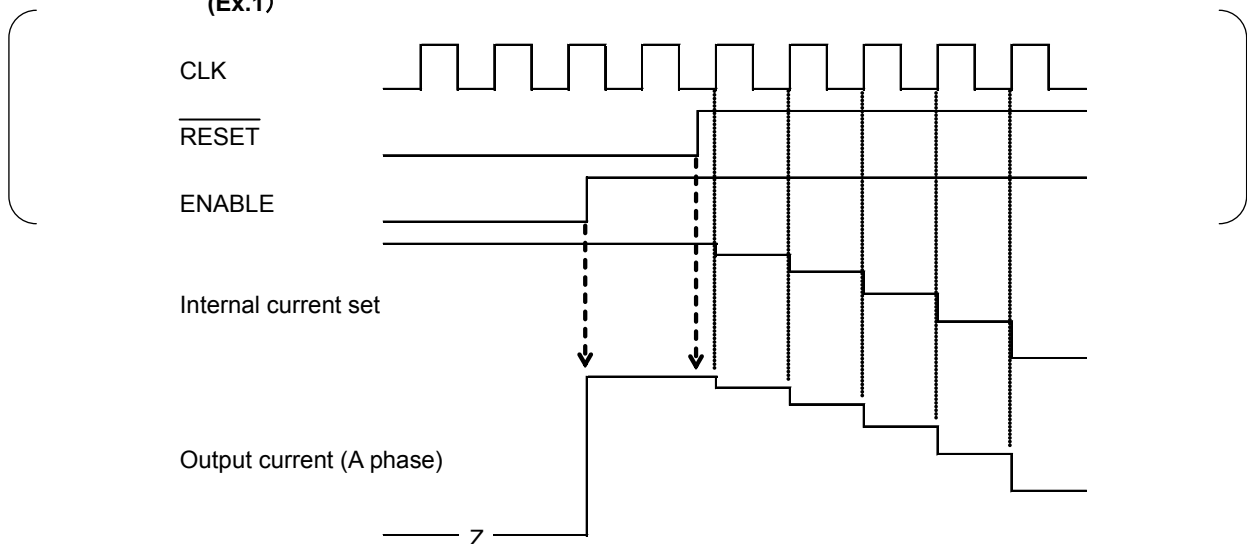 (Ex.1)
CLK
RESET
ENABLE
Internal current set
Output current (A phase)
Z